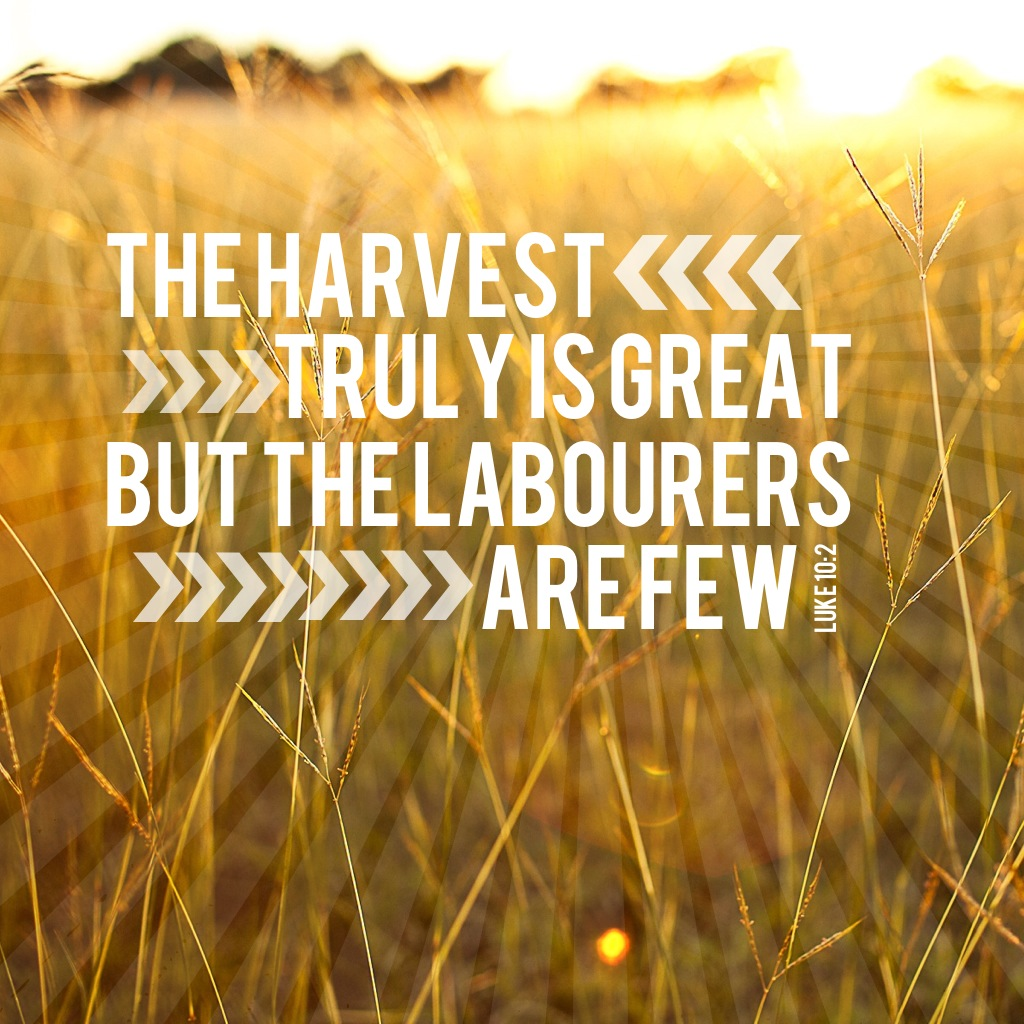 THE HARVEST
TRULY IS GREAT
BUT THE LABOURERS
ARE FEW
LUKE 10:2